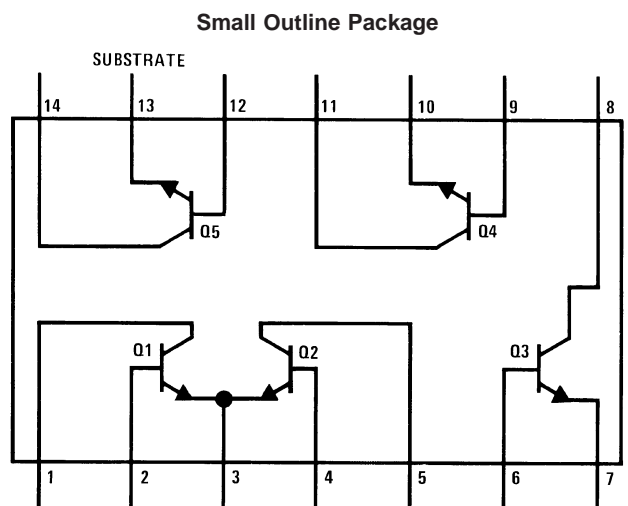 Small Outline Package
SUBSTRATE
14 13 12 11 10 9 8
Q5 Q4
Q1 Q2 Q3
1 2 3 4 5 6 7